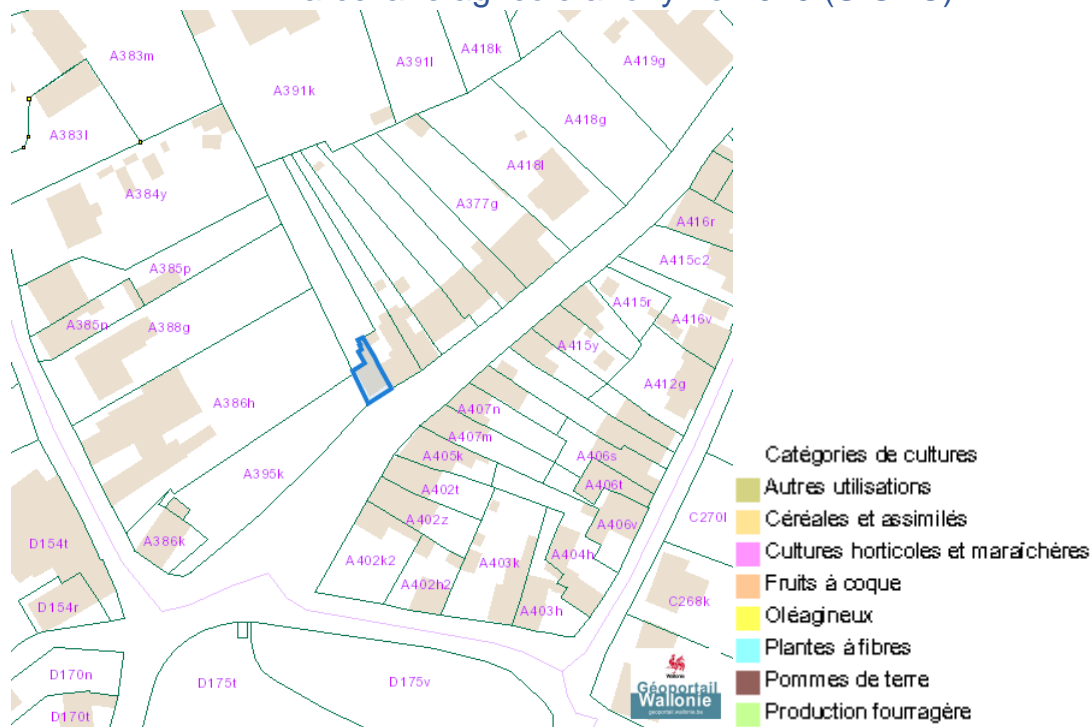 A383m
A391k
A391l
A418k
A419g
A383l
A418g
A418l
A384y
A377g
A416r
A385p
A415c2
A385n
A388g
A415r
A416v
A415y
A412g
A386h
A407n
A407m
A405k
A406s
A395k
A402t
A406t
A402z
A406v
C270l
D154t
A386k
A402k2
A403k
A404h
A402h2
C268k
D154r
A403h
D170n
D175t
D175v
D170t
Wallonie
Géoportail
Wallonie
geoportail.wallonie.be
Catégories de cultures
Autres utilisations
Céréales et assimilés
Cultures horticoles et maraîchères
Fruits à coque
Oléagineux
Plantes à fibres
Pommes de terre
Production fourragère